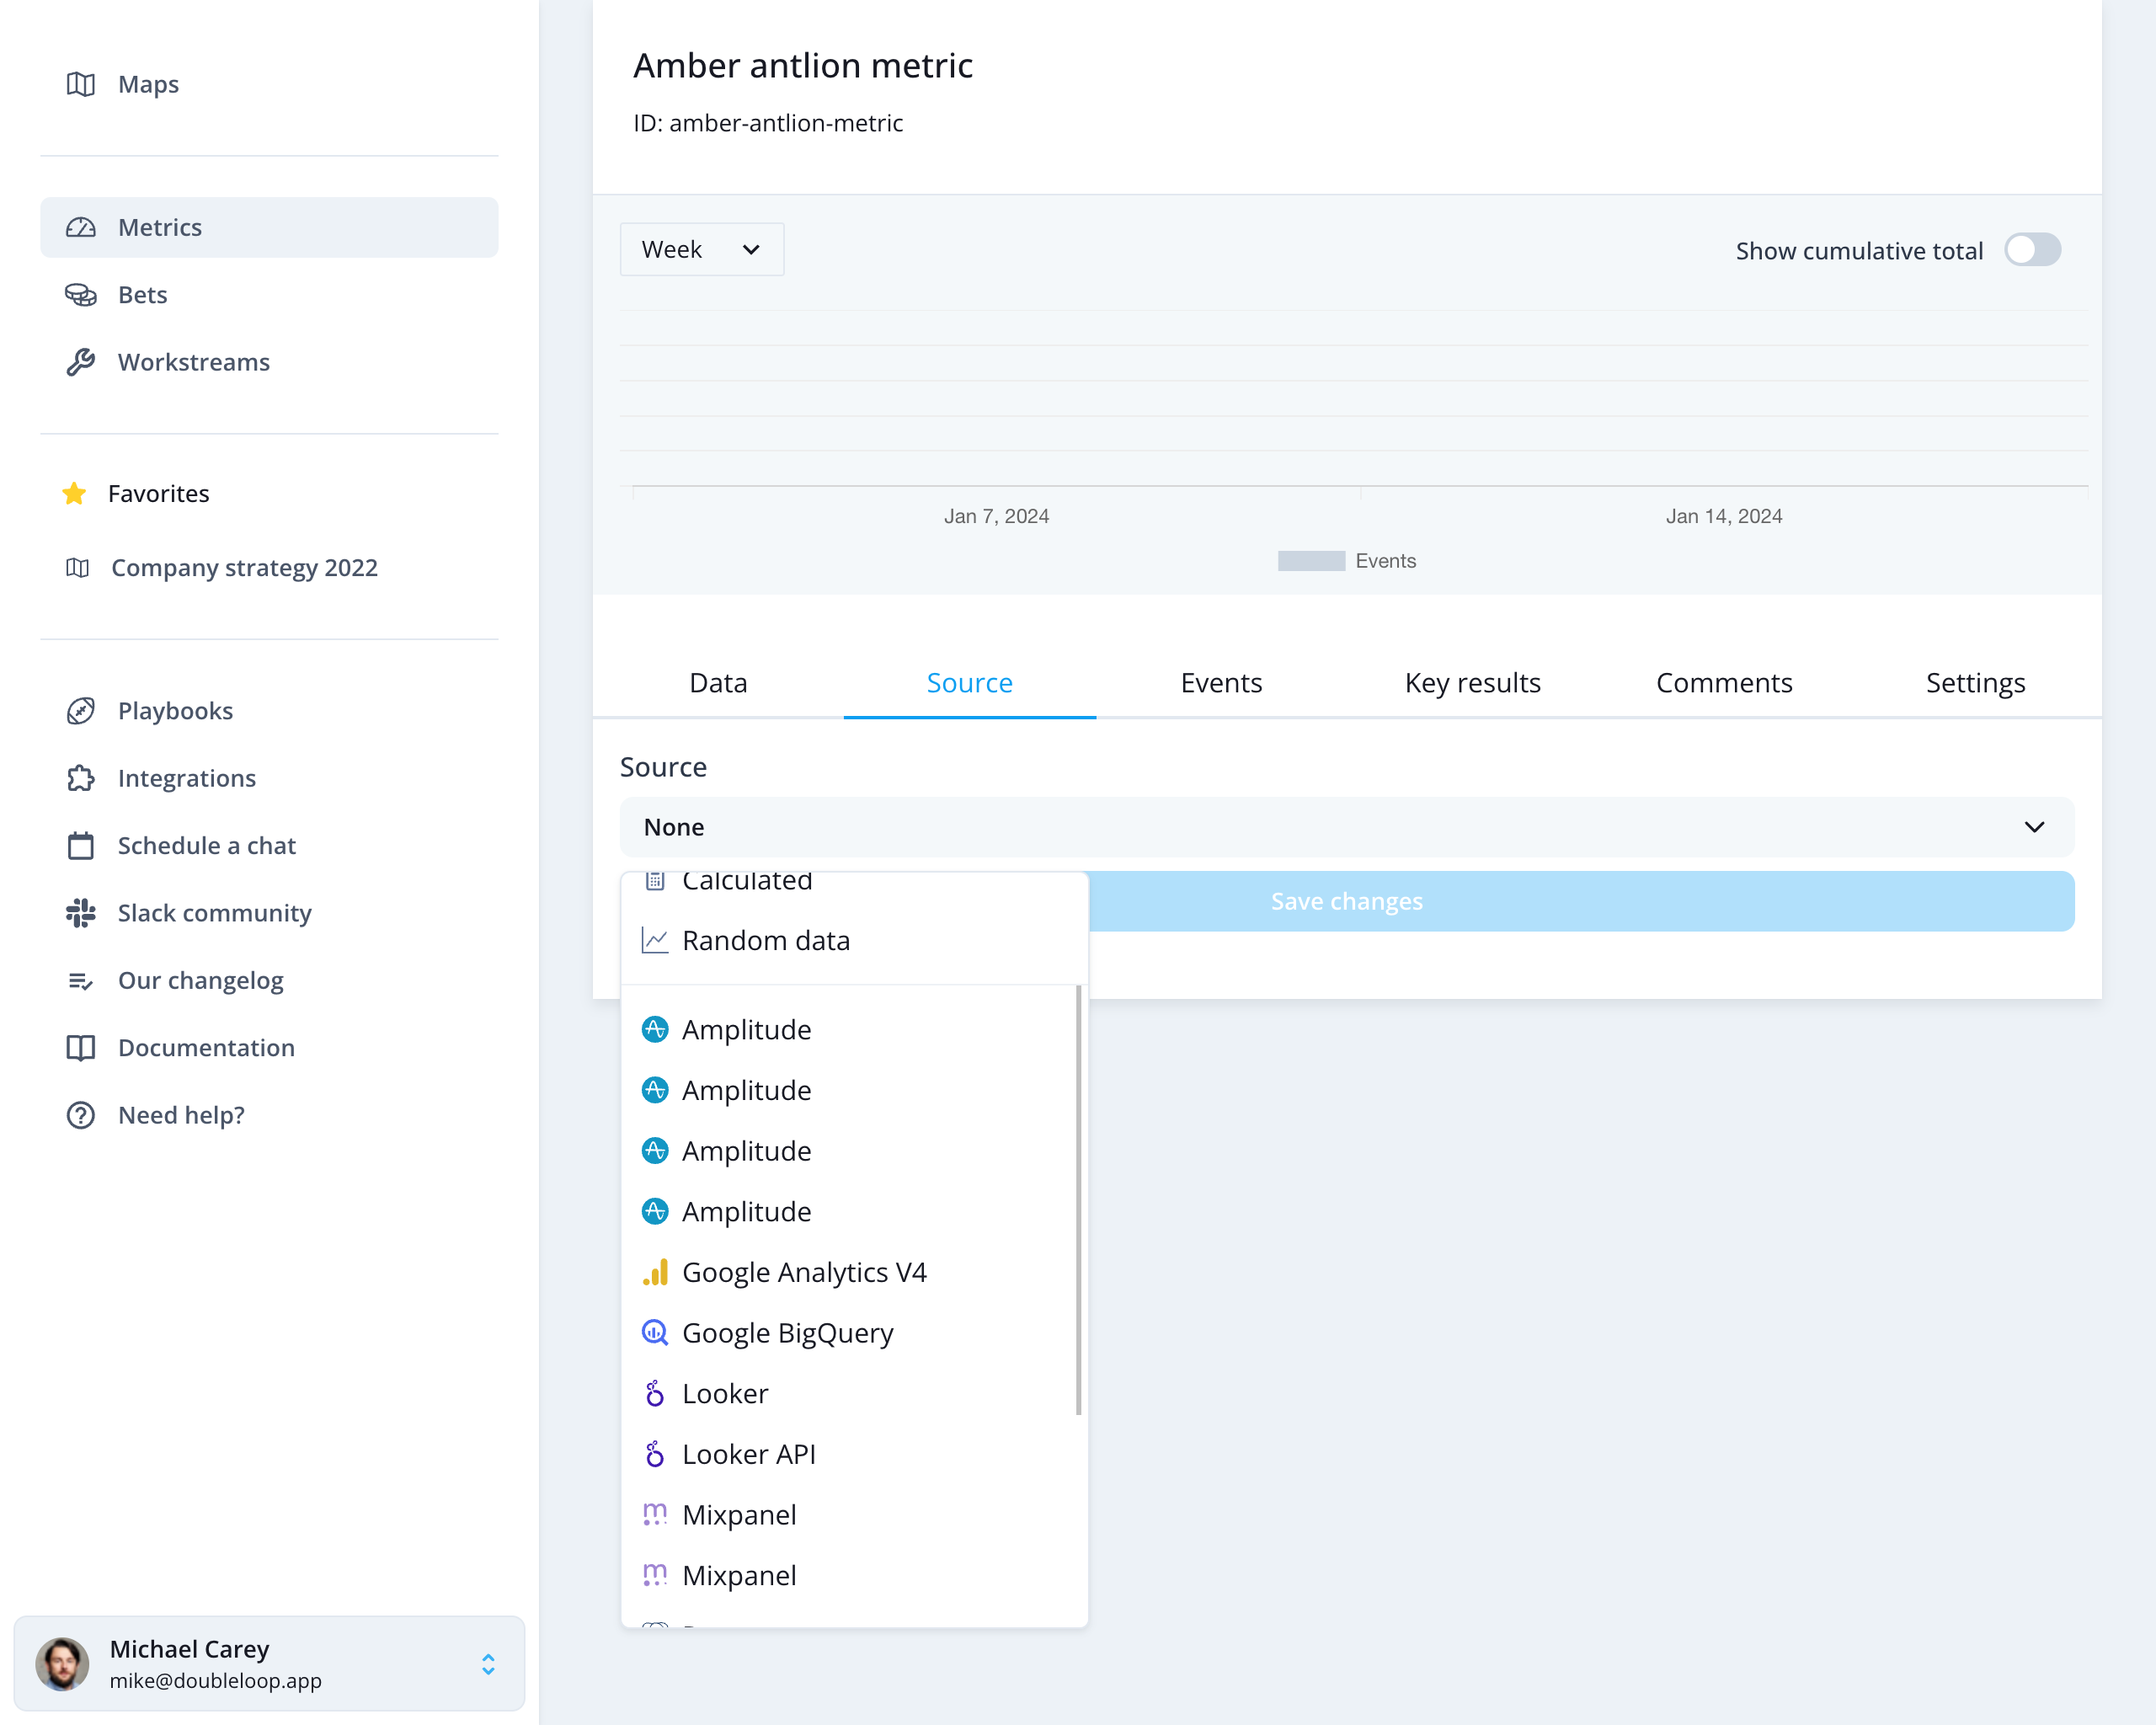 Maps
Metrics
Bets
Workstreams
Favorites
Company strategy 2022
Playbooks
Integrations
Schedule a chat
Slack community
Our changelog
Documentation
Need help?
Michael Carey
mike@doubleloop.app
Amber antlion metric
ID: amber-antlion-metric
Week
Show cumulative total
Jan 7, 2024 Jan 14, 2024
Events
Data Source Events Key results Comments Settings
Source
None
Save changes
Calculated
Random data
Amplitude
Amplitude
Amplitude
Amplitude
Google Analytics V4
Google BigQuery
Looker
Looker API
Mixpanel
Mixpanel